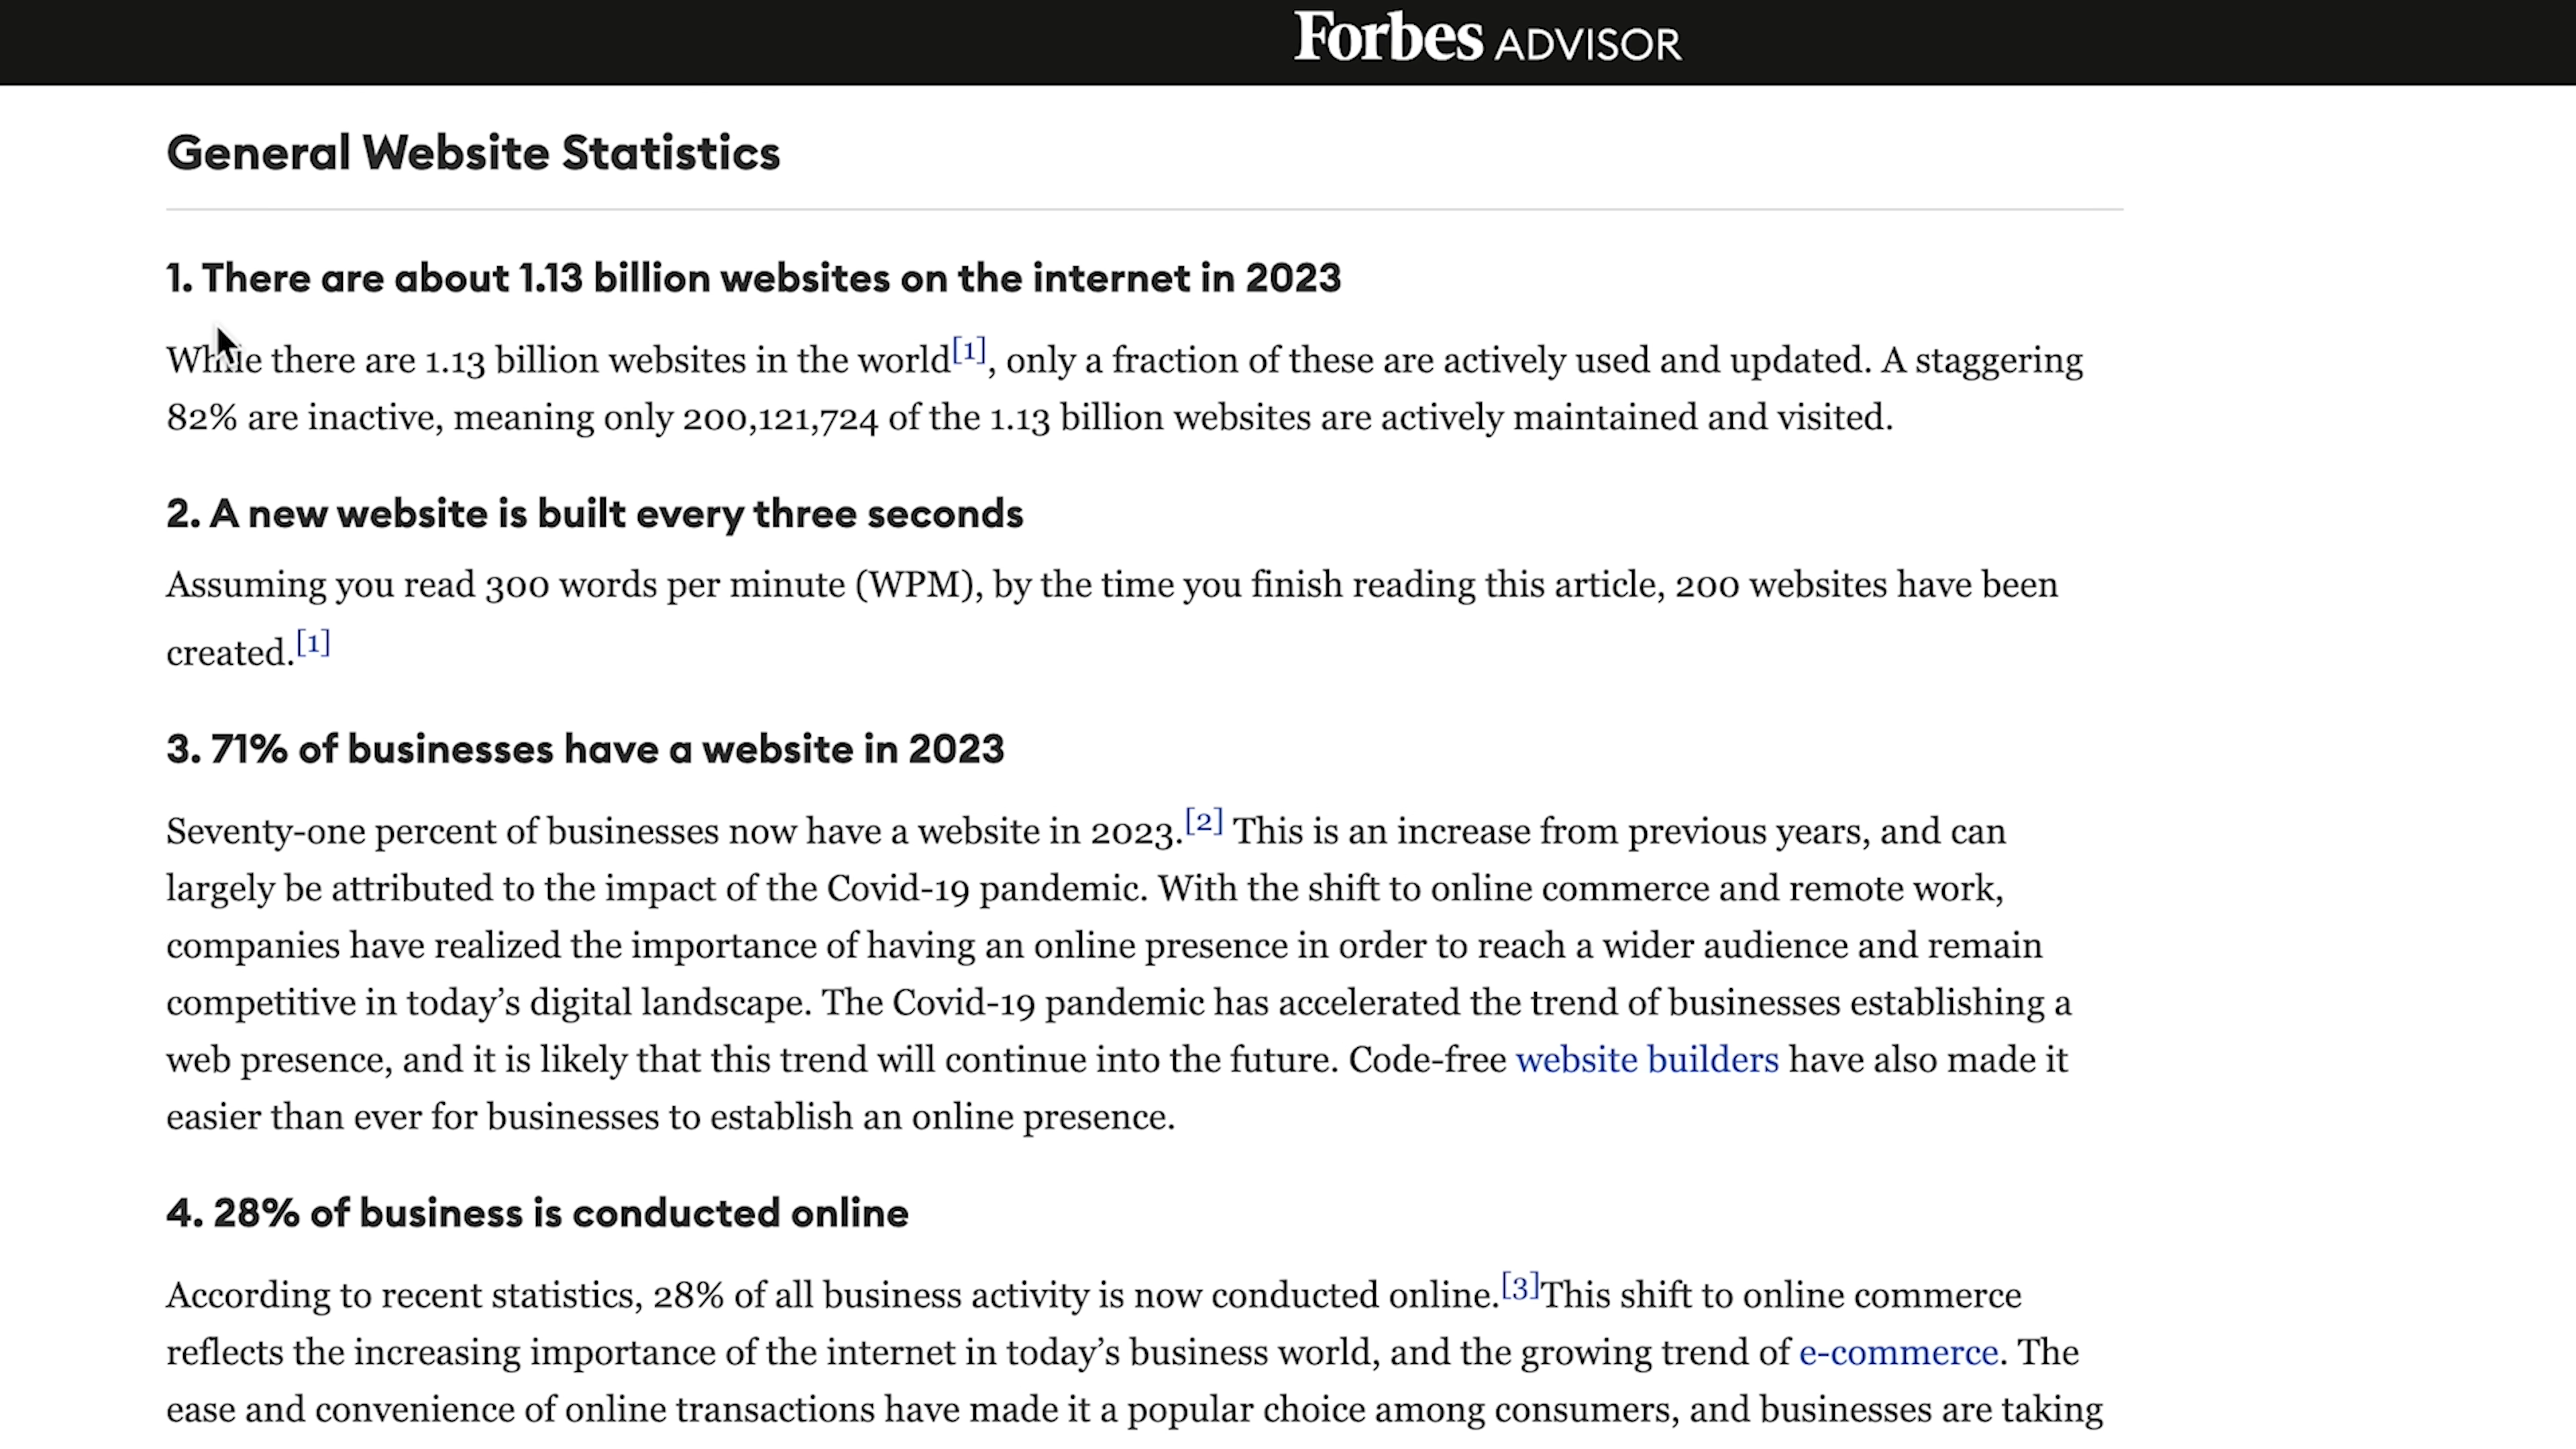 Forbes ADVISOR
General Website Statistics
1. There are about 1.13 billion websites on the internet in 2023
While there are 1.13 billion websites in the world[1], only a fraction of these are actively used and updated. A staggering
82% are inactive, meaning only 200,121,724 of the 1.13 billion websites are actively maintained and visited.
2. A new website is built every three seconds
Assuming you read 300 words per minute (WPM), by the time you finish reading this article, 200 websites have been
created.[1]
3. 71% of businesses have a website in 2023
Seventy-one percent of businesses now have a website in 2023.[2] This is an increase from previous years, and can
largely be attributed to the impact of the Covid-19 pandemic. With the shift to online commerce and remote work,
companies have realized the importance of having an online presence in order to reach a wider audience and remain
competitive in today’s digital landscape. The Covid-19 pandemic has accelerated the trend of businesses establishing a
web presence, and it is likely that this trend will continue into the future. Code-free website builders have also made it
easier than ever for businesses to establish an online presence.
4. 28% of business is conducted online
According to recent statistics, 28% of all business activity is now conducted online.[3]This shift to online commerce
reflects the increasing importance of the internet in today’s business world, and the growing trend of e-commerce. The
ease and convenience of online transactions have made it a popular choice among consumers, and businesses are taking